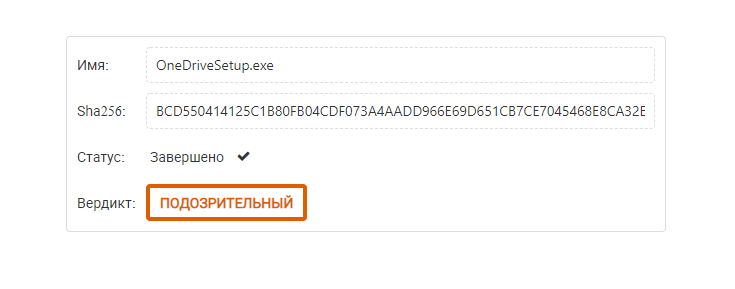 Имя: OneDriveSetup.exe
Sha256: BCD550414125C1B80FB04CDF073A4AADD966E69D651CB7CE7045468E8CA32E
Статус: Завершено ✔
Вердикт: ПОДОЗРИТЕЛЬНЫЙ